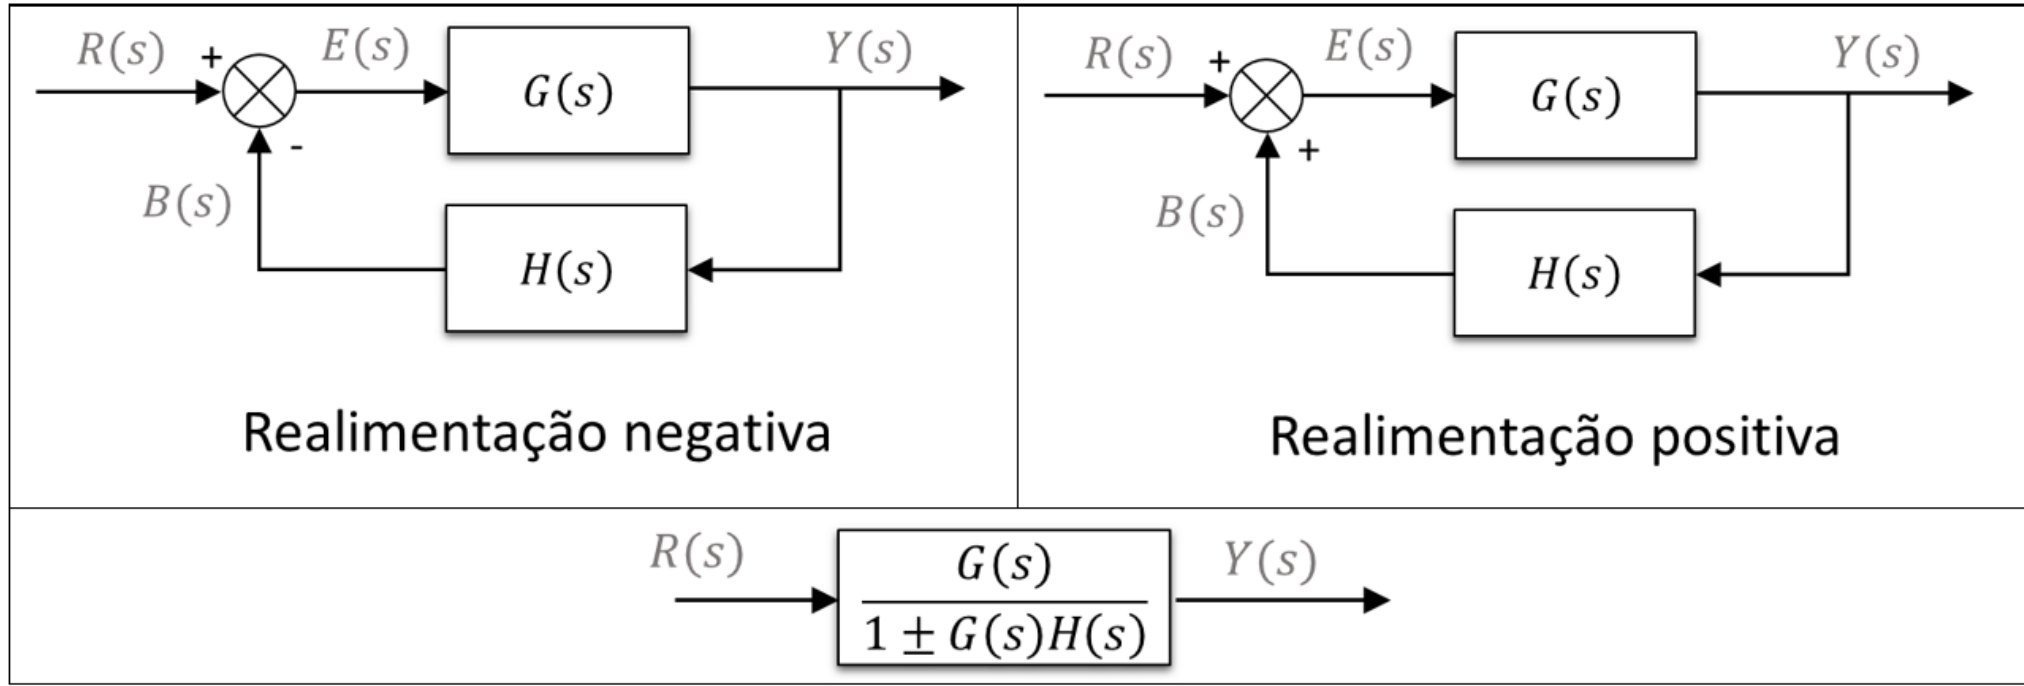 R(s) + E(s) G(s) Y(s)
-
B(s)
H(s)
Realimentação negativa
R(s) + E(s) G(s) Y(s)
+
B(s)
H(s)
Realimentação positiva
R(s) G(s) Y(s)
1 ± G(s)H(s)